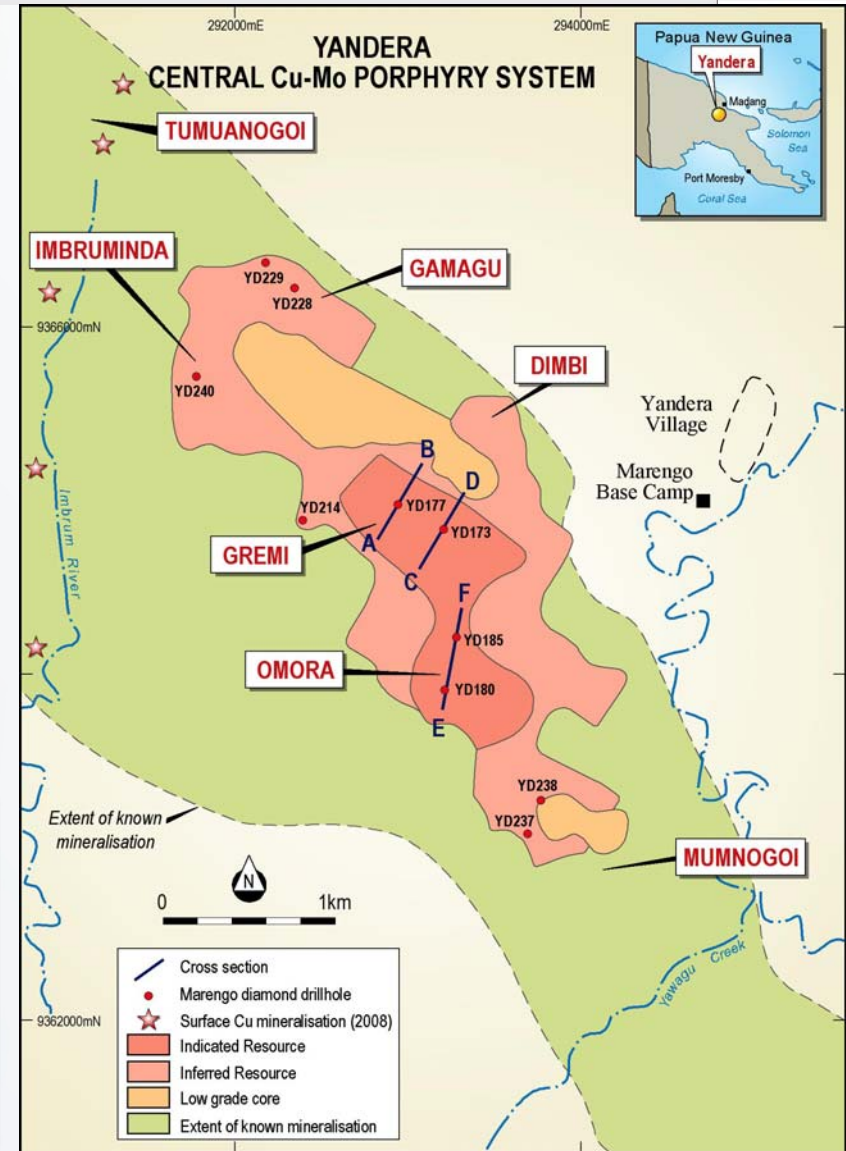 292000mE
294000mE
YANDERA
CENTRAL Cu-Mo PORPHYRY SYSTEM
Papua New Guinea
Yandera
Madang
Solomon
Sea
Port Moresby
Coral Sea
TUMUANOGOI
IMBRUMINDA
GAMAGU
YD229
YD228
9366000mN
DIMBI
YD240
Yandera
Village
Marengo
Base Camp
B
D
YD214
YD177
YD173
Imbrum River
GREMI
A
C
F
YD185
OMORA
YD180
E
YD238
YD237
Extent of known
mineralisation
MUMNOGOI
N
0
1km
Yawagu Creek
Cross section
Marengo diamond drillhole
Surface Cu mineralisation (2008)
Indicated Resource
Inferred Resource
Low grade core
Extent of known mineralisation
9362000mN